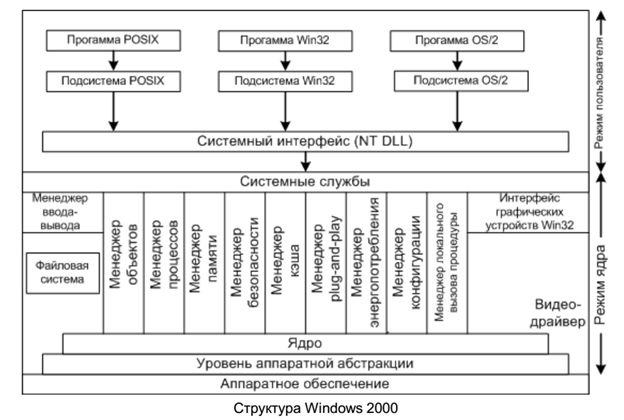 Прогамма POSIX
Прогамма Win32
Прогамма OS/2
Подсистема POSIX
Подсистема Win32
Подсистема OS/2
Системный интерфейс (NT DLL)
Режим пользователя
Системные службы
Менеджер
ввода-
вывода
Файловая
система
Менеджер
объектов
Менеджер
процессов
Менеджер
памяти
Менеджер
безопасности
Менеджер
кэша
Менеджер
plug-and-play
Менеджер
энергопотребления
Менеджер
конфигурации
Менеджер локального
вызова процедуры
Интерфейс
графических
устройств Win32
Видео-
драйвер
Режим ядра
Ядро
Уровень аппаратной абстракции
Аппаратное обеспечение
Структура Windows 2000